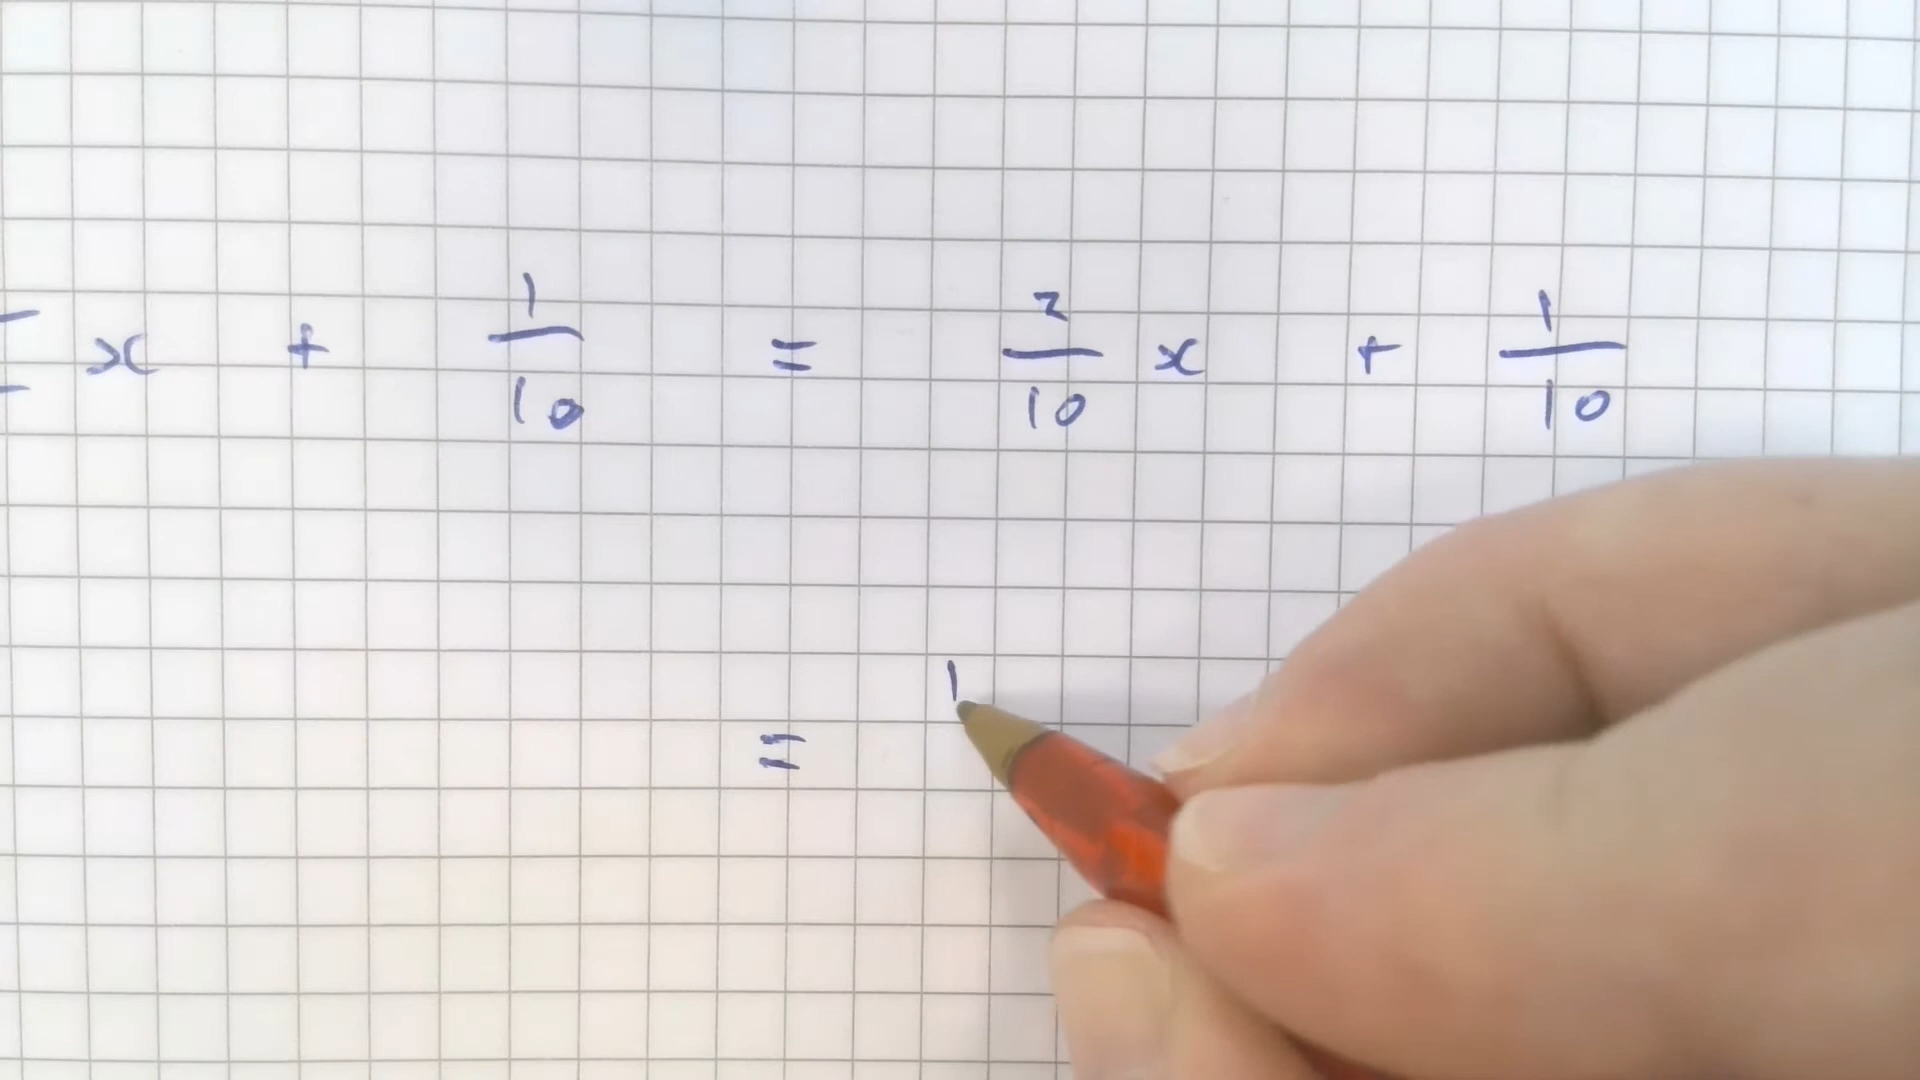 x + 1/10 = 2/10 x + 1/10
= 1